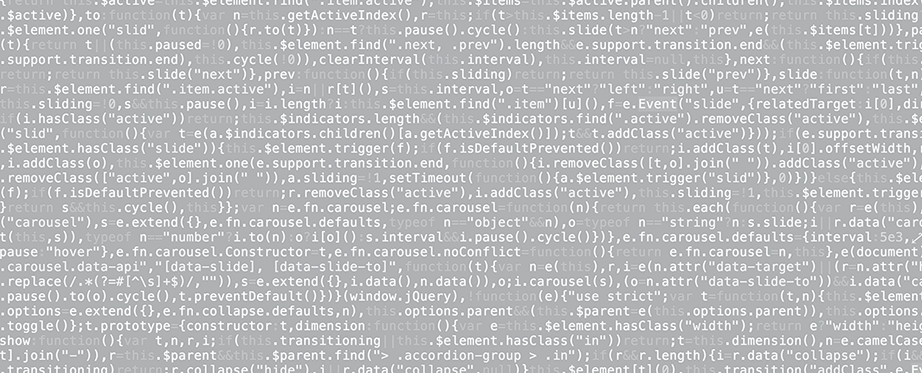 return this.$active=this.$element.find(".item.active"),this.$items=this.$active.parent().children(),this.$items
$active)},to:function(t){var n=this.getActiveIndex(),r=this;if(t>this.$items.length-1||t<0)return;return this.sliding
$element.one("slid",function(){r.to(t)}):n==t?this.pause().cycle():this.slide(t>n?"next":"prev",e(this.$items[t]))},p
(t){return t||(this.paused=!0),this.$element.find(".next, .prev").length&&e.support.transition.end&&(this.$element.tri
.support.transition.end),this.cycle(!0)),clearInterval(this.interval),this.interval=null,this},next:function(){if(this
return;return this.slide("next")},prev:function(){if(this.sliding)return;return this.slide("prev")},slide:function(t,n
r=this.$element.find(".item.active"),i=n||r[t](),s=this.interval,o=t=="next"?"left":"right",u=t=="next"?"first":"last"
this.sliding=!0,s&&this.pause(),i=i.length?i:this.$element.find(".item")[u](),f=e.Event("slide",{relatedTarget:i[0],di
if(i.hasClass("active"))return;this.$indicators.length&&(this.$indicators.find(".active").removeClass("active"),this.$
("slid",function(){var t=e(a.$indicators.children()[a.getActiveIndex()]);t&&t.addClass("active")}));if(e.support.trans
$element.hasClass("slide")){this.$element.trigger(f);if(f.isDefaultPrevented())return;i.addClass(t),i[0].offsetWidth,
,i.addClass(o),this.$element.one(e.support.transition.end,function(){i.removeClass([t,o].join(" ")).addClass("active")
.removeClass(["active",o].join(" ")),a.sliding=!1,setTimeout(function(){a.$element.trigger("slid")},0)})}else{this.$el
(f);if(f.isDefaultPrevented())return;r.removeClass("active"),i.addClass("active"),this.sliding=!1,this.$element.trigge
}return s&&this.cycle(),this}};var n=e.fn.carousel;e.fn.carousel=function(n){return this.each(function(){var r=e(this)
("carousel"),s=e.extend({},e.fn.carousel.defaults,typeof n=="object"&&n),o=typeof n=="string"?n:s.slide;i||r.data("car
t(this,s)),typeof n=="number"?i.to(n):o?i[o]():s.interval&&i.pause().cycle()})},e.fn.carousel.defaults={interval:5e3,
pause:"hover"},e.fn.carousel.Constructor=t,e.fn.carousel.noConflict=function(){return e.fn.carousel=n,this},e(document
.carousel.data-api","[data-slide], [data-slide-to]",function(t){var n=e(this),r,i=e(n.attr("data-target")||(r=n.attr("h
.replace(/.*(?=#[^\s]+$)/,"")),s=e.extend({},i.data(),n.data()),o;i.carousel(s),(o=n.attr("data-slide-to"))&&i.data("c
.pause().to(o).cycle(),t.preventDefault()})}(window.jQuery),!function(e){"use strict";var t=function(t,n){this.$elemen
.options=e.extend({},e.fn.collapse.defaults,n),this.options.parent&&(this.$parent=e(this.options.parent)),this.options
.toggle()};t.prototype={constructor:t,dimension:function(){var e=this.$element.hasClass("width");return e?"width":"hei
show:function(){var t,n,r,i;if(this.transitioning||this.$element.hasClass("in"))return;t=this.dimension(),n=e.camelCase
t].join("-")),r=this.$parent&&this.$parent.find("> .accordion-group > .in");if(r&&r.length){i=r.data("collapse");if(i&
transitioning)return;r.collapse("hide"),i||r.data("collapse",null)}this.$element[t](0),this.transition("addClass",e.E